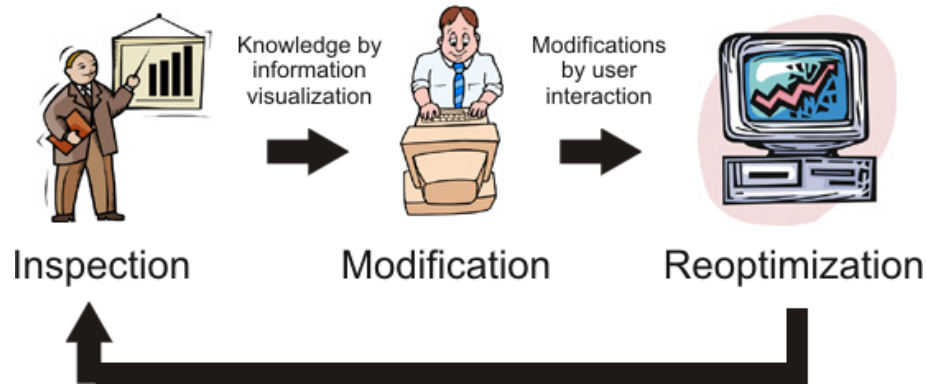 Knowledge by
information
visualization
Modifications
by user
interaction
Inspection
Modification
Reoptimization